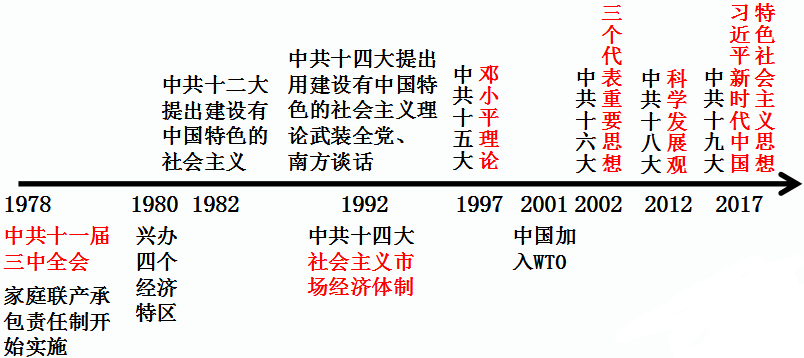 中共十二大
提出建设有
中国特色的
社会主义
中共十四大提出
用建设有中国特
色的社会主义理
论武装全党、
南方谈话
中共十五大
邓小平理论
中共十六大
三个代表重要思想
中共十八大
科学发展观
中共十九大
习近平新时代中国
特色社会主义思想
1978
1980
1982
1992
1997
2001
2002
2012
2017
中共十一届
三中全会
家庭联产承
包责任制开
始实施
兴办
四个
经济
特区
中共十四大
社会主义市
场经济体制
中国加
入WTO